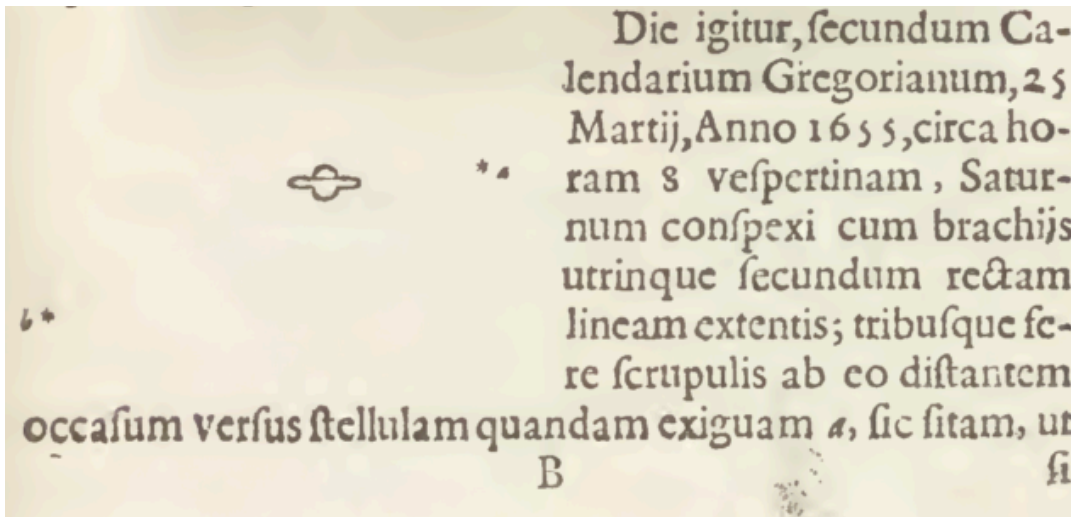 Die igitur, ſecundum Ca-
lendarium Gregorianum, 25
Martij, Anno 1655, circa ho-
* a
ram 8 veſpertinam, Satur-
num conſpexi cum brachijs
utrinque ſecundum rectam
b *
lineam extentis; tribuſque fe-
re ſcrupulis ab eo diſtantem
occaſum verſus ſtellulam quandam exiguam a, ſic ſitam, ut
B
ſi